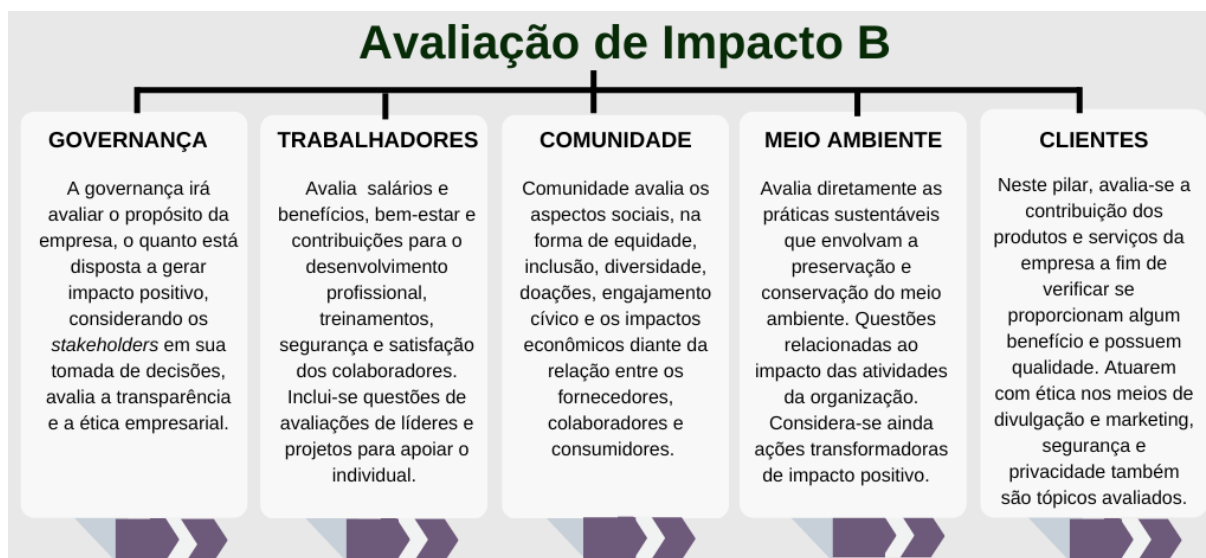 Avaliação de Impacto B
GOVERNANÇA
A governança irá
avaliar o propósito da
empresa, o quanto está
disposta a gerar
impacto positivo,
considerando os
stakeholders em sua
tomada de decisões,
avalia a transparência
e a ética empresarial.
TRABALHADORES
Avalia salários e
benefícios, bem-estar e
contribuições para o
desenvolvimento
profissional,
treinamentos,
segurança e satisfação
dos colaboradores.
Inclui-se questões de
avaliações de líderes e
projetos para apoiar o
individual.
COMUNIDADE
Comunidade avalia os
aspectos sociais, na
forma de equidade,
inclusão, diversidade,
doações, engajamento
cívico e os impactos
econômicos diante da
relação entre os
fornecedores,
colaboradores e
consumidores.
MEIO AMBIENTE
Avalia diretamente as
práticas sustentáveis
que envolvam a
preservação e
conservação do meio
ambiente. Questões
relacionadas ao
impacto das atividades
da organização.
Considera-se ainda
ações transformadoras
de impacto positivo.
CLIENTES
Neste pilar, avalia-se a
contribuição dos
produtos e serviços da
empresa a fim de
verificar se
proporcionam algum
benefício e possuem
qualidade. Atuarem
com ética nos meios de
divulgação e marketing,
segurança e
privacidade também
são tópicos avaliados.